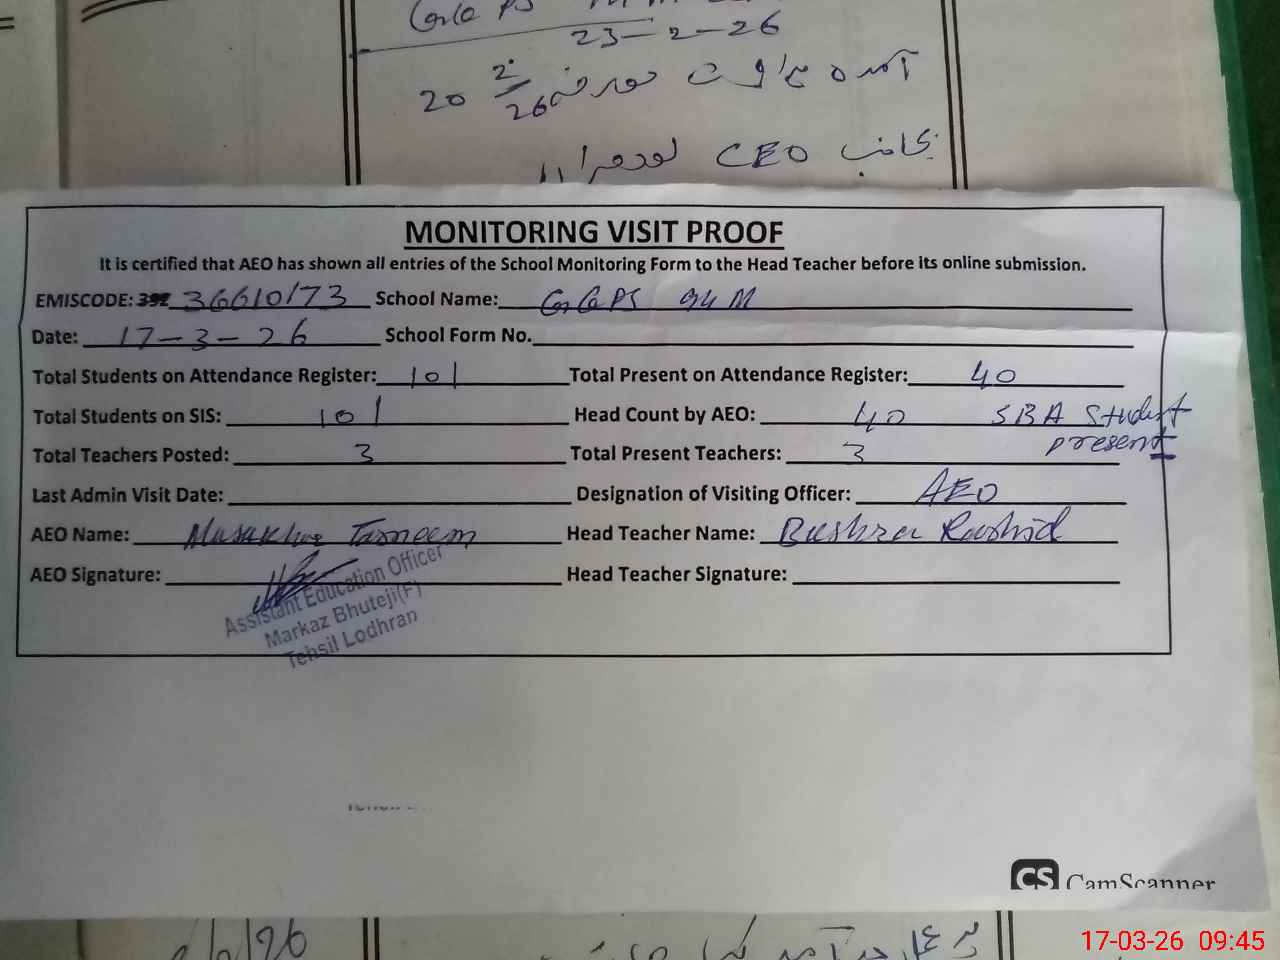 23-2-26
20 2/26
CEO
MONITORING VISIT PROOF
It is certified that AEO has shown all entries of the School Monitoring Form to the Head Teacher before its online submission.
EMISCODE: 36610173 School Name: GGPS 94 M
Date: 17-3-26 School Form No.
Total Students on Attendance Register: 101 Total Present on Attendance Register: 40
Total Students on SIS: 101 Head Count by AEO: 40 SBA Student
present
Total Teachers Posted: 3 Total Present Teachers: 3
Last Admin Visit Date: Designation of Visiting Officer: AEO
AEO Name: Tasneem Head Teacher Name: Bushra Rashid
AEO Signature: Head Teacher Signature:
Assistant Education Officer
Markaz Bhuteji(F)
Tehsil Lodhran
CS CamScanner
17-03-26 09:45